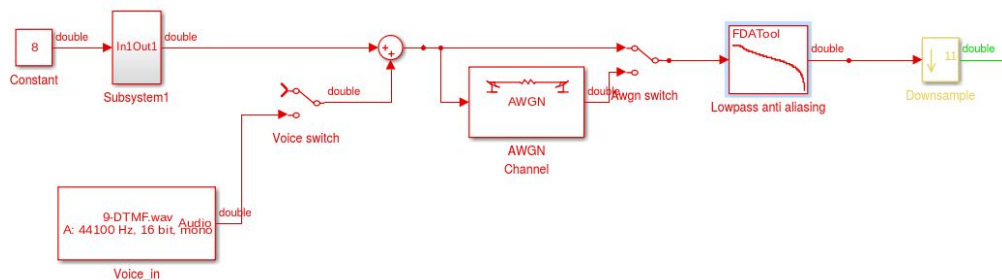 8
double
Constant
In1Out1
double
Subsystem1
double
Voice switch
9-DTMF.wav
A: 44100 Hz, 16 bit, mono
Audio
double
Voice_in
AWGN
double
AWGN
Channel
Awgn switch
FDATool
double
Lowpass anti aliasing
11
double
Downsample